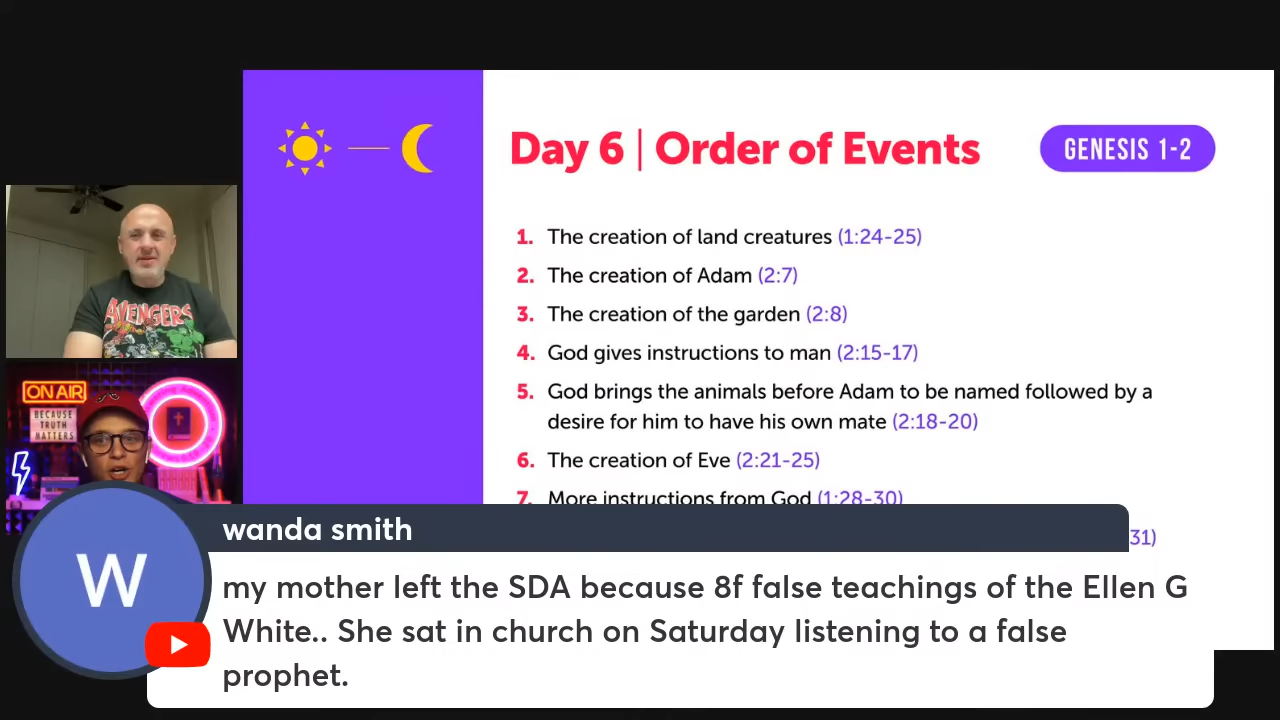 Day 6 | Order of Events
GENESIS 1-2
1. The creation of land creatures (1:24-25)
2. The creation of Adam (2:7)
3. The creation of the garden (2:8)
4. God gives instructions to man (2:15-17)
5. God brings the animals before Adam to be named followed by a
desire for him to have his own mate (2:18-20)
6. The creation of Eve (2:21-25)
7. More instructions from God (1:28-30)
31)
AVENGERS
ON AIR
BECAUSE
TRUTH
MATTERS
W
wanda smith
my mother left the SDA because 8f false teachings of the Ellen G
White.. She sat in church on Saturday listening to a false
prophet.